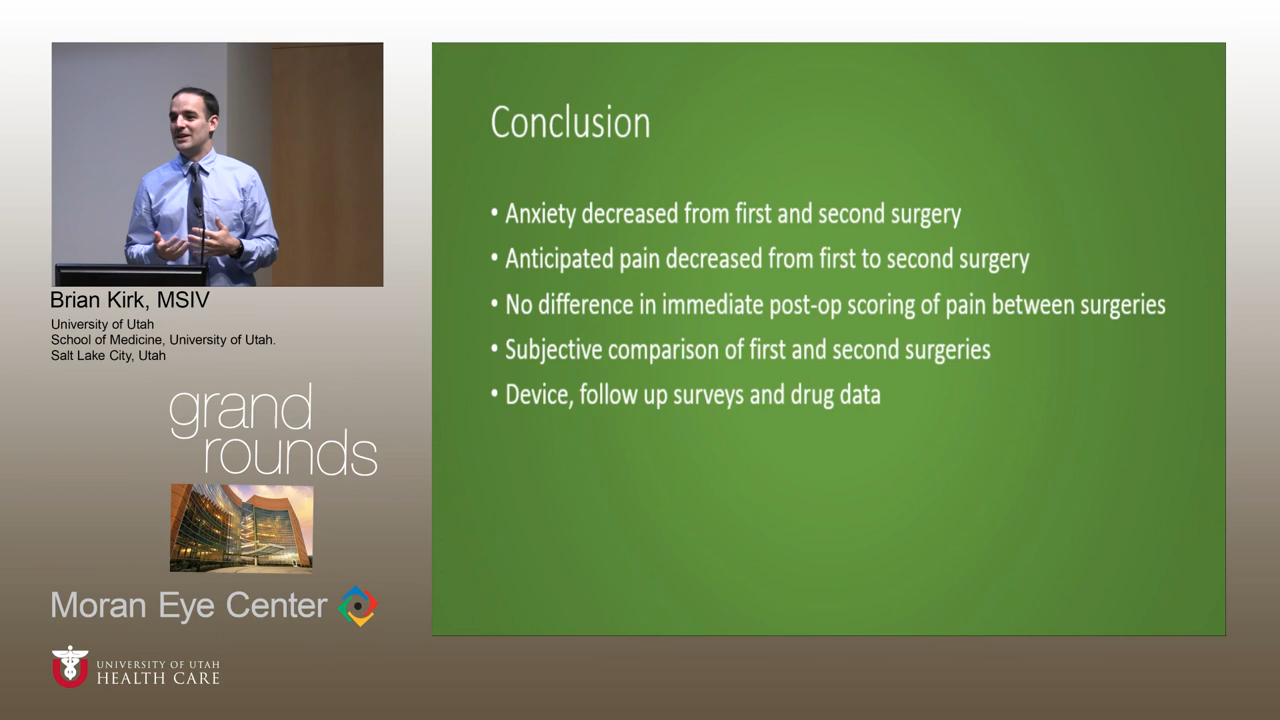 Brian Kirk, MSIV
University of Utah
School of Medicine, University of Utah.
Salt Lake City, Utah
grand
rounds
Moran Eye Center
UNIVERSITY OF UTAH
HEALTH CARE
Conclusion
• Anxiety decreased from first and second surgery
• Anticipated pain decreased from first to second surgery
• No difference in immediate post-op scoring of pain between surgeries
• Subjective comparison of first and second surgeries
• Device, follow up surveys and drug data